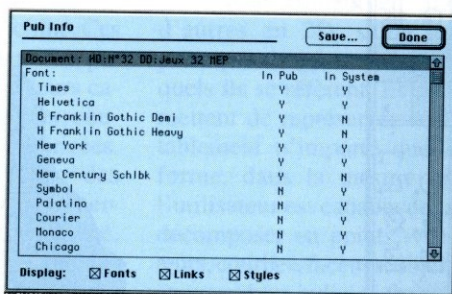 Pub Info
Save... Done
Document: HD:N°32 DD:Jeux 32 MEP
Font: In Pub In System
Times Y Y
Helvetica Y Y
B Franklin Gothic Demi Y Y
H Franklin Gothic Heavy Y N
New York Y Y
Geneva Y Y
New Century Schlbk Y N
Symbol N Y
Palatino N Y
Courier N Y
Monaco N Y
Chicago N Y
Display: Fonts Links Styles